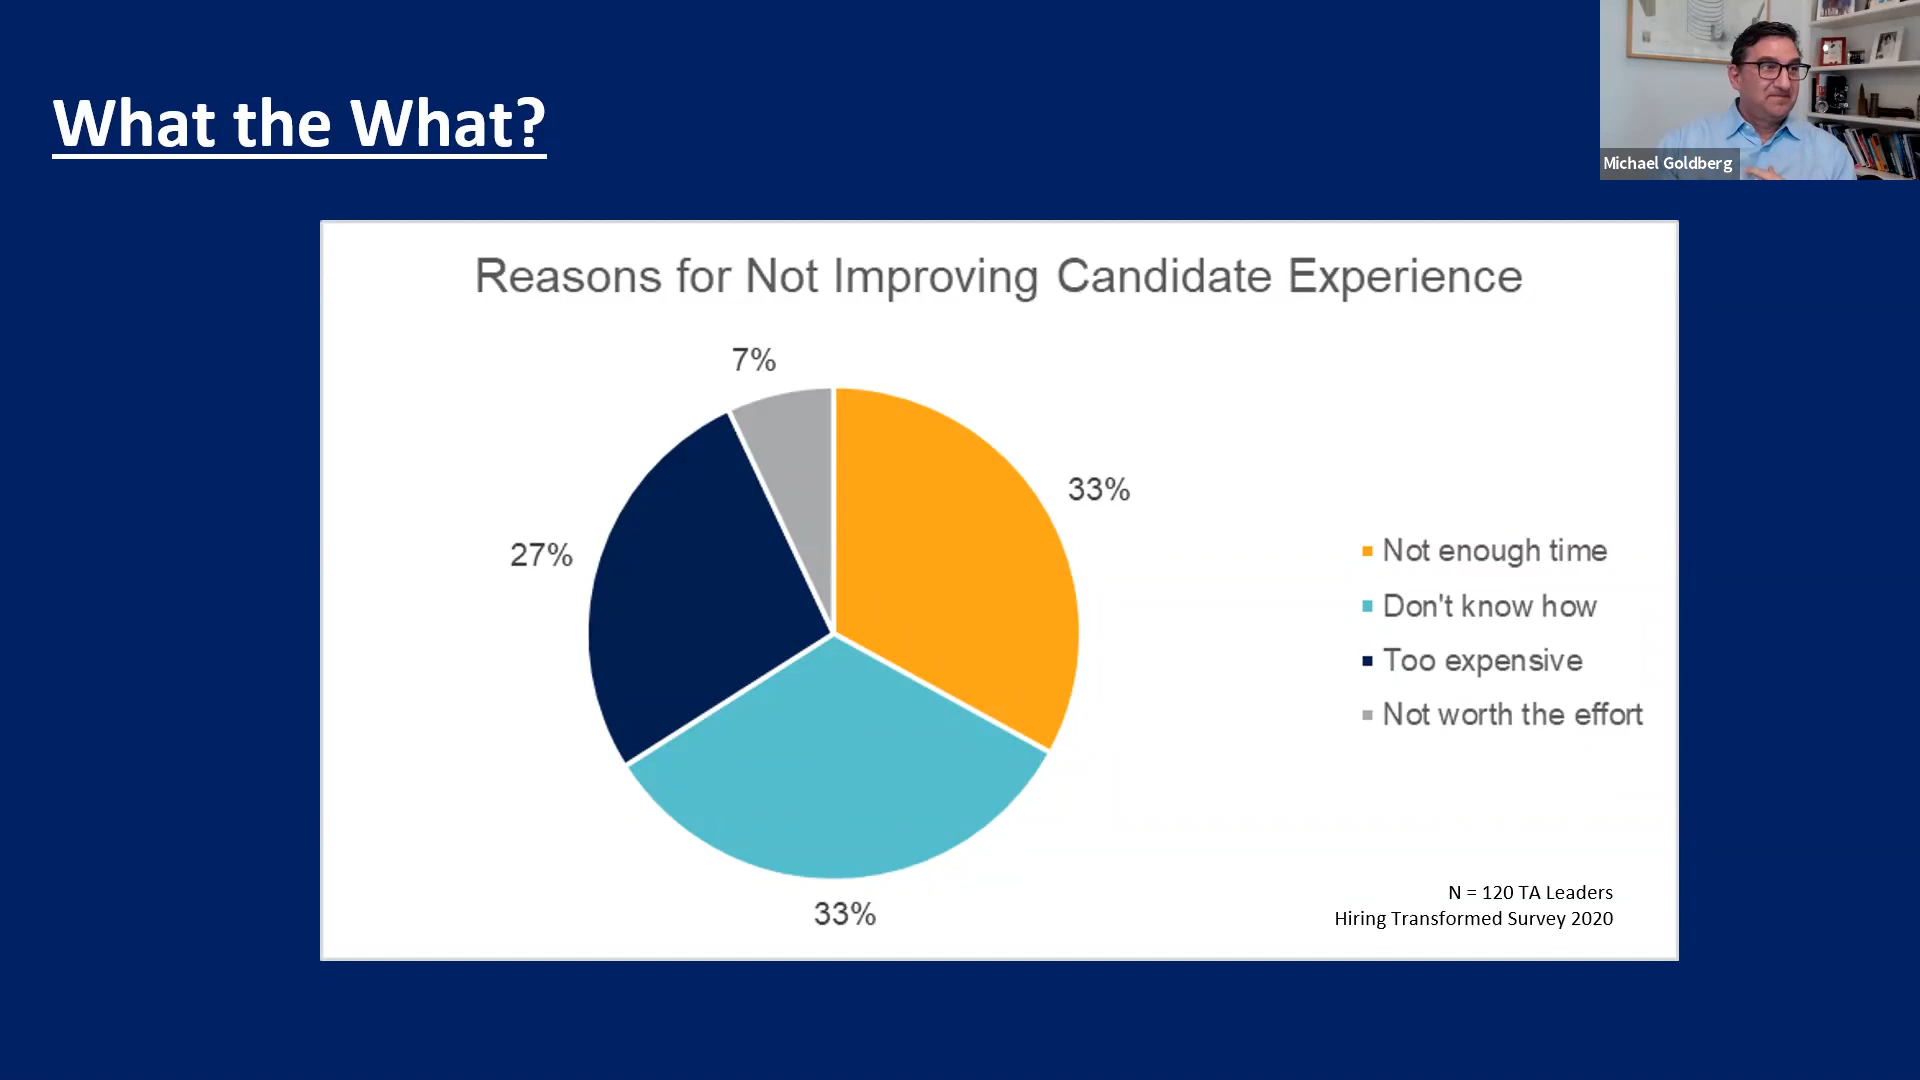 What the What?
Michael Goldberg
Reasons for Not Improving Candidate Experience
7%
33%
27%
33%
Not enough time
Don't know how
Too expensive
Not worth the effort
N = 120 TA Leaders
Hiring Transformed Survey 2020